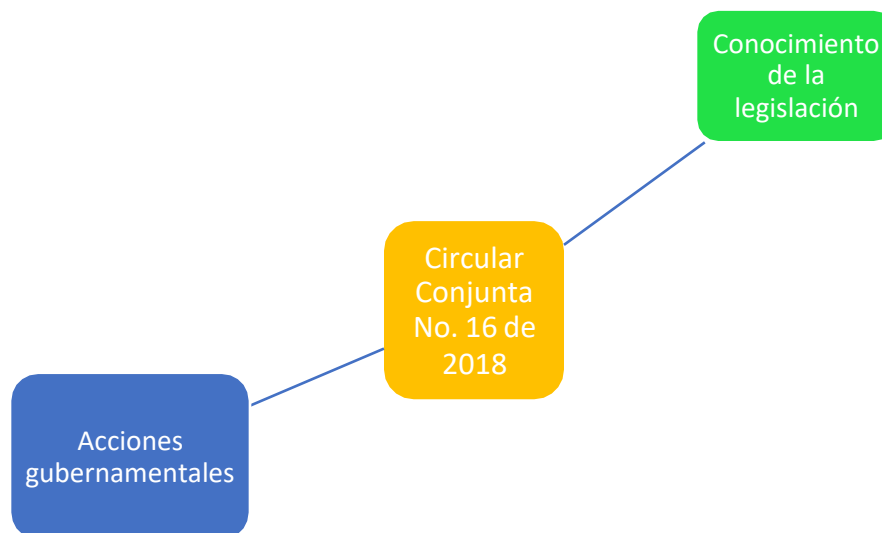 Conocimiento
de la
legislación
Circular
Conjunta
No. 16 de
2018
Acciones
gubernamentales